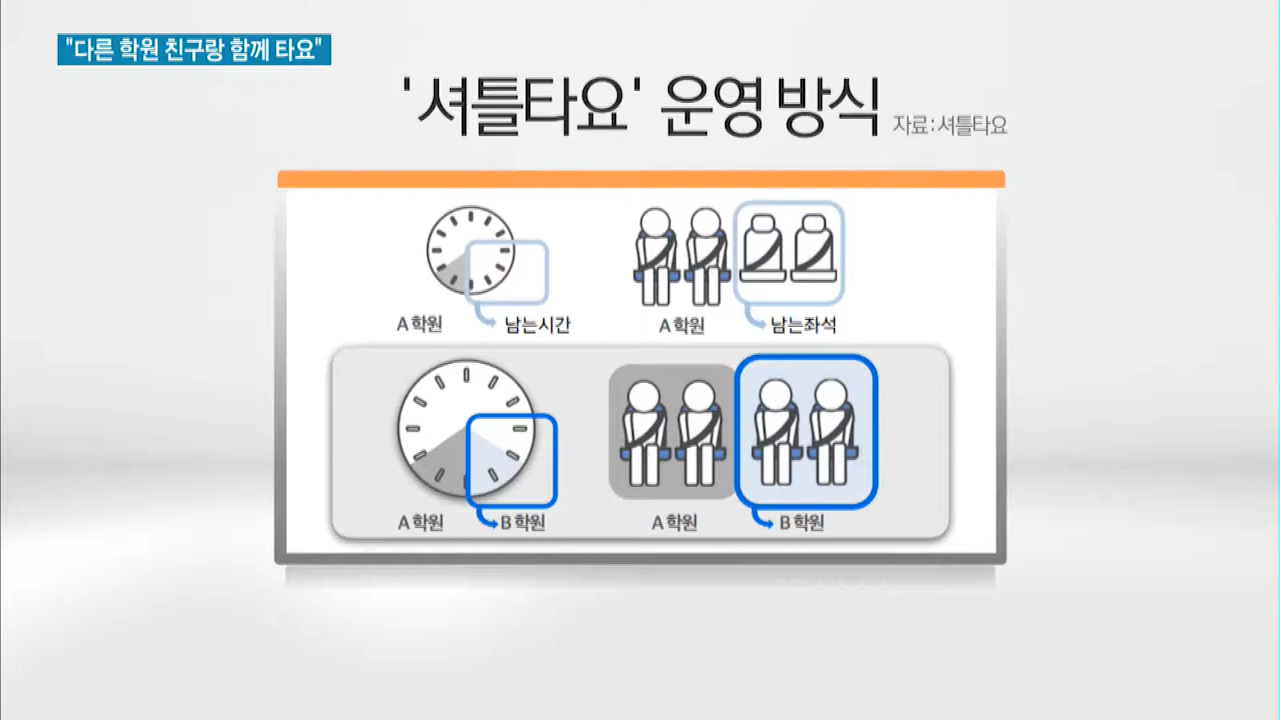 "다른 학원 친구랑 함께 타요"
'셔틀타요' 운영 방식 자료:셔틀타요
A 학원 남는시간 A 학원 남는좌석
A 학원 B 학원 A 학원 B 학원